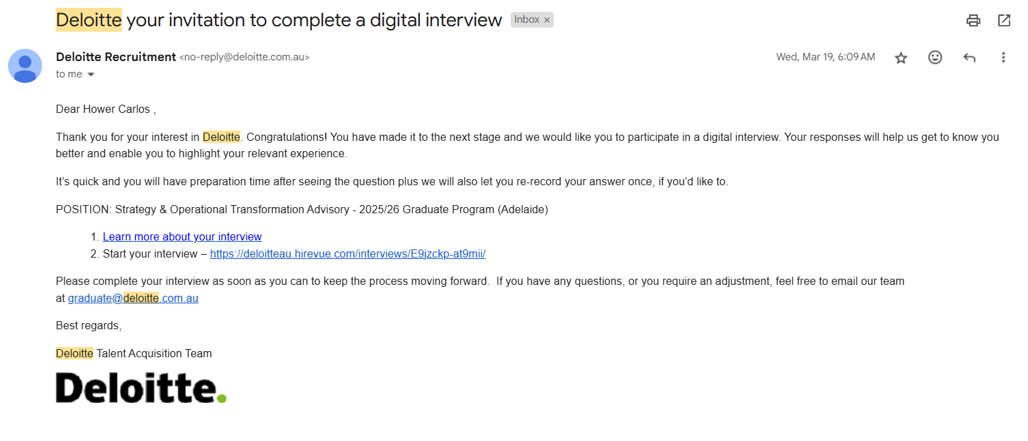 Deloitte your invitation to complete a digital interview Inbox ×
Deloitte Recruitment <no-reply@deloitte.com.au> Wed, Mar 19, 6:09 AM
to me
Dear Hower Carlos ,
Thank you for your interest in Deloitte. Congratulations! You have made it to the next stage and we would like you to participate in a digital interview. Your responses will help us get to know you
better and enable you to highlight your relevant experience.
It's quick and you will have preparation time after seeing the question plus we will also let you re-record your answer once, if you'd like to.
POSITION: Strategy & Operational Transformation Advisory - 2025/26 Graduate Program (Adelaide)
1. Learn more about your interview
2. Start your interview – https://deloitteau.hirevue.com/interviews/E9jzckp-at9mii/
Please complete your interview as soon as you can to keep the process moving forward.  If you have any questions, or you require an adjustment, feel free to email our team
at graduate@deloitte.com.au
Best regards,
Deloitte Talent Acquisition Team
Deloitte.